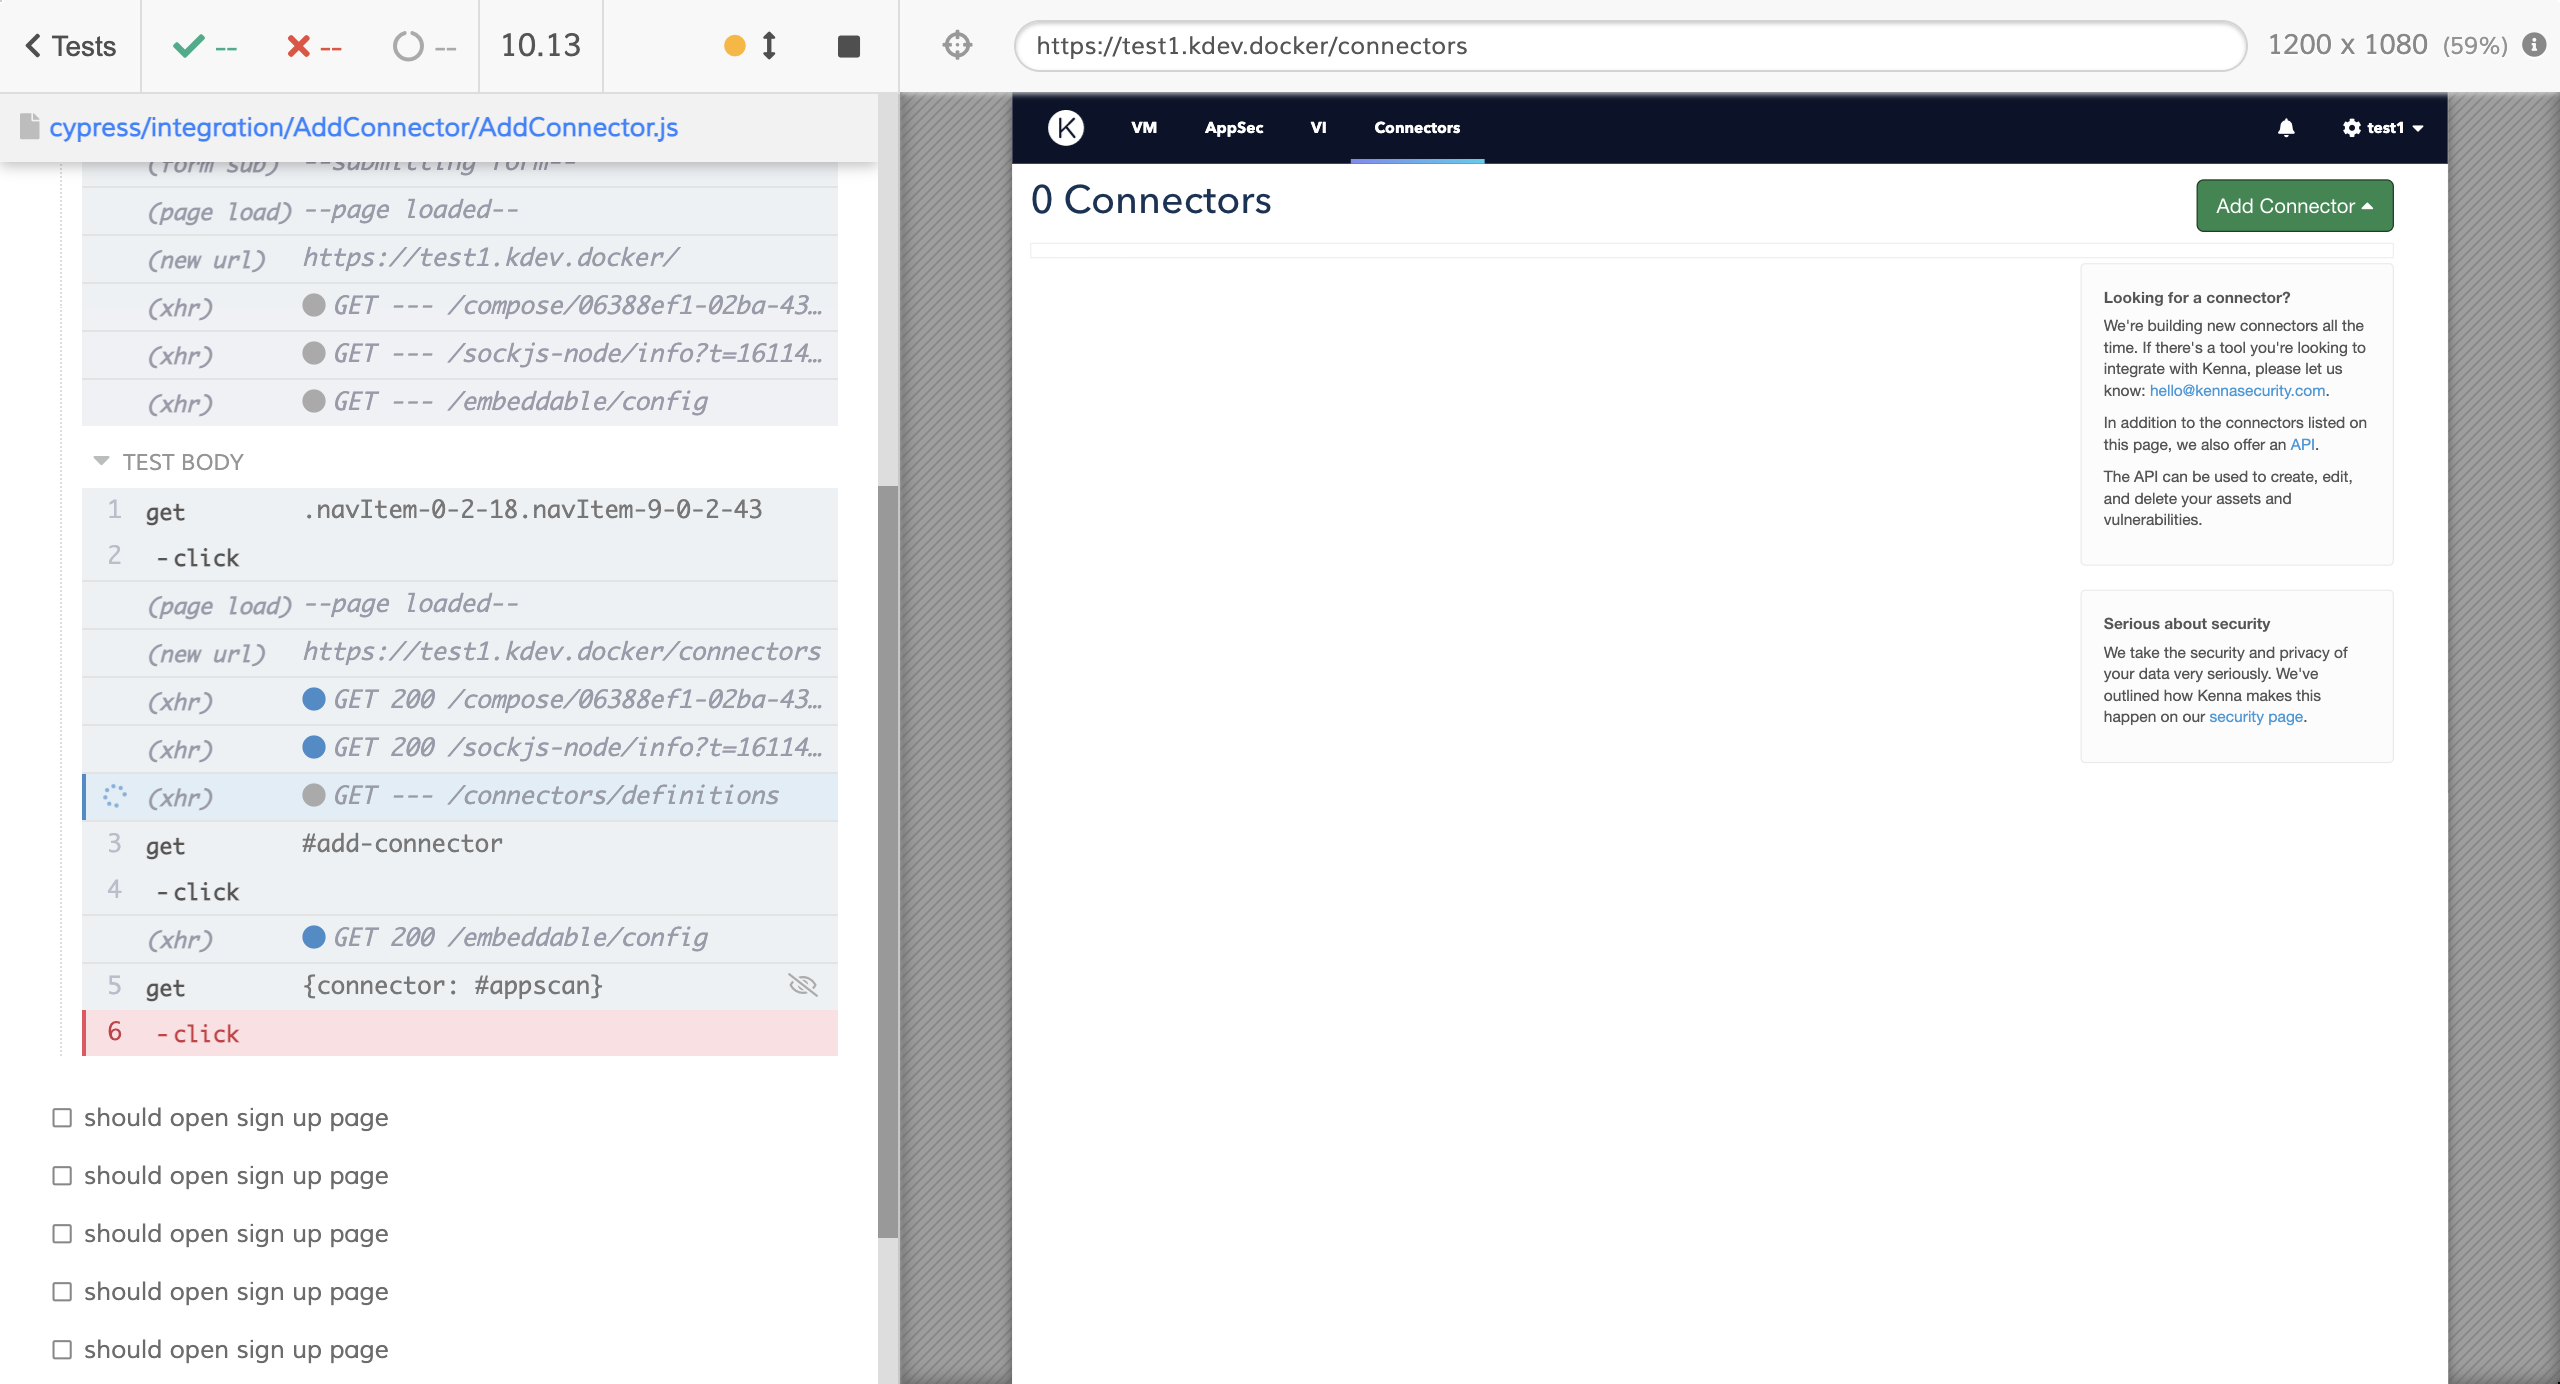 Tests
--
--
--
10.13
https://test1.kdev.docker/connectors
1200 x 1080 (59%)
cypress/integration/AddConnector/AddConnector.js
(form sub) --submitting form--
(page load) --page loaded--
(new url) https://test1.kdev.docker/
(xhr) GET --- /compose/06388ef1-02ba-43…
(xhr) GET --- /sockjs-node/info?t=16114…
(xhr) GET --- /embeddable/config
TEST BODY
1 get .navItem-0-2-18.navItem-9-0-2-43
2 -click
(page load) --page loaded--
(new url) https://test1.kdev.docker/connectors
(xhr) GET 200 /compose/06388ef1-02ba-43…
(xhr) GET 200 /sockjs-node/info?t=16114…
(xhr) GET --- /connectors/definitions
3 get #add-connector
4 -click
(xhr) GET 200 /embeddable/config
5 get {connector: #appscan}
6 -click
should open sign up page
should open sign up page
should open sign up page
should open sign up page
should open sign up page
K VM AppSec VI Connectors test1
0 Connectors
Add Connector
Looking for a connector?
We're building new connectors all the
time. If there's a tool you're looking to
integrate with Kenna, please let us
know: hello@kennasecurity.com.
In addition to the connectors listed on
this page, we also offer an API.
The API can be used to create, edit,
and delete your assets and
vulnerabilities.
Serious about security
We take the security and privacy of
your data very seriously. We've
outlined how Kenna makes this
happen on our security page.